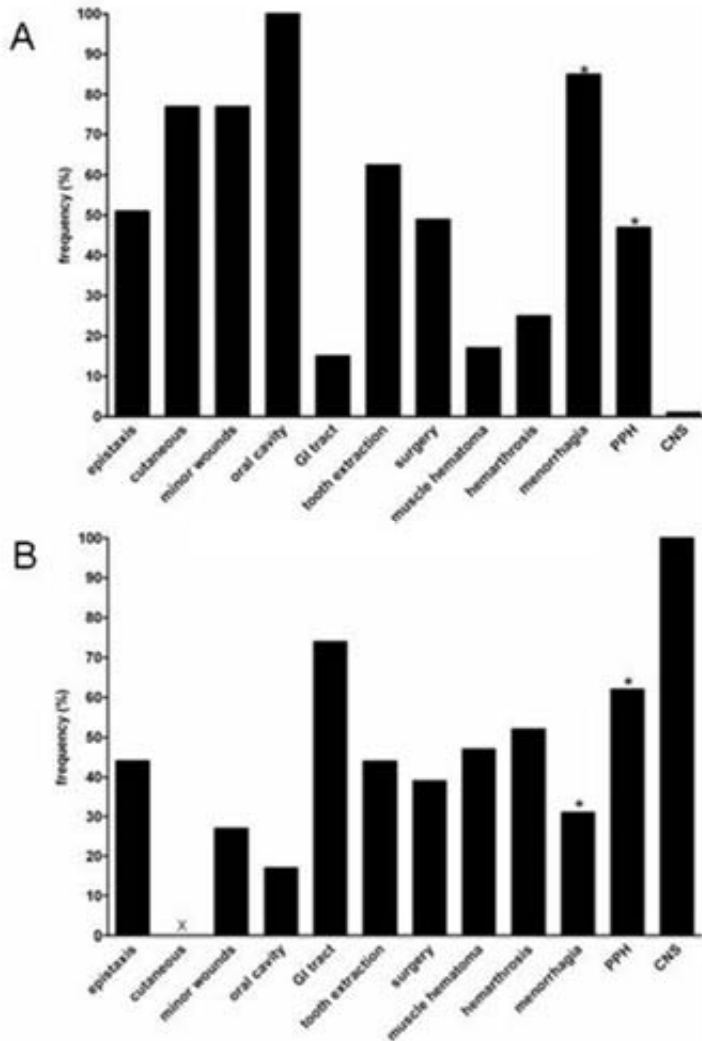 A
frequency (%)
100
90
80
70
60
50
40
30
20
10
0
*
*
epistaxis
cutaneous
minor wounds
oral cavity
GI tract
tooth extraction
surgery
muscle hematoma
hemarthrosis
menorrhagia
PPH
CNS
B
frequency (%)
100
90
80
70
60
50
40
30
20
10
0
X
*
*
epistaxis
cutaneous
minor wounds
oral cavity
GI tract
tooth extraction
surgery
muscle hematoma
hemarthrosis
menorrhagia
PPH
CNS